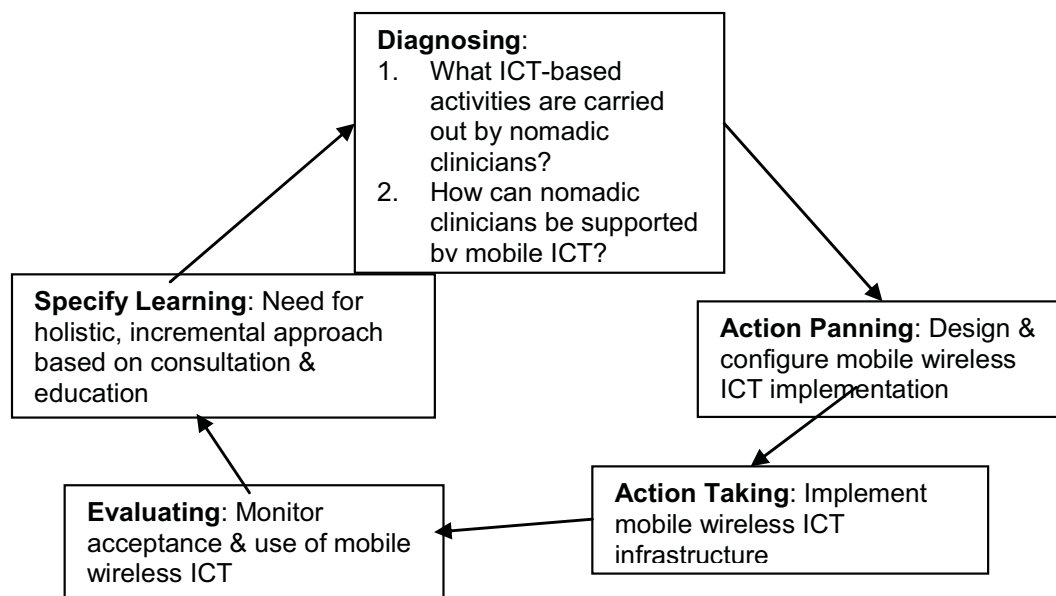 Diagnosing:
1. What ICT-based
activities are carried
out by nomadic
clinicians?
2. How can nomadic
clinicians be supported
by mobile ICT?
Action Panning: Design &
configure mobile wireless
ICT implementation
Action Taking: Implement
mobile wireless ICT
infrastructure
Evaluating: Monitor
acceptance & use of mobile
wireless ICT
Specify Learning: Need for
holistic, incremental approach
based on consultation &
education